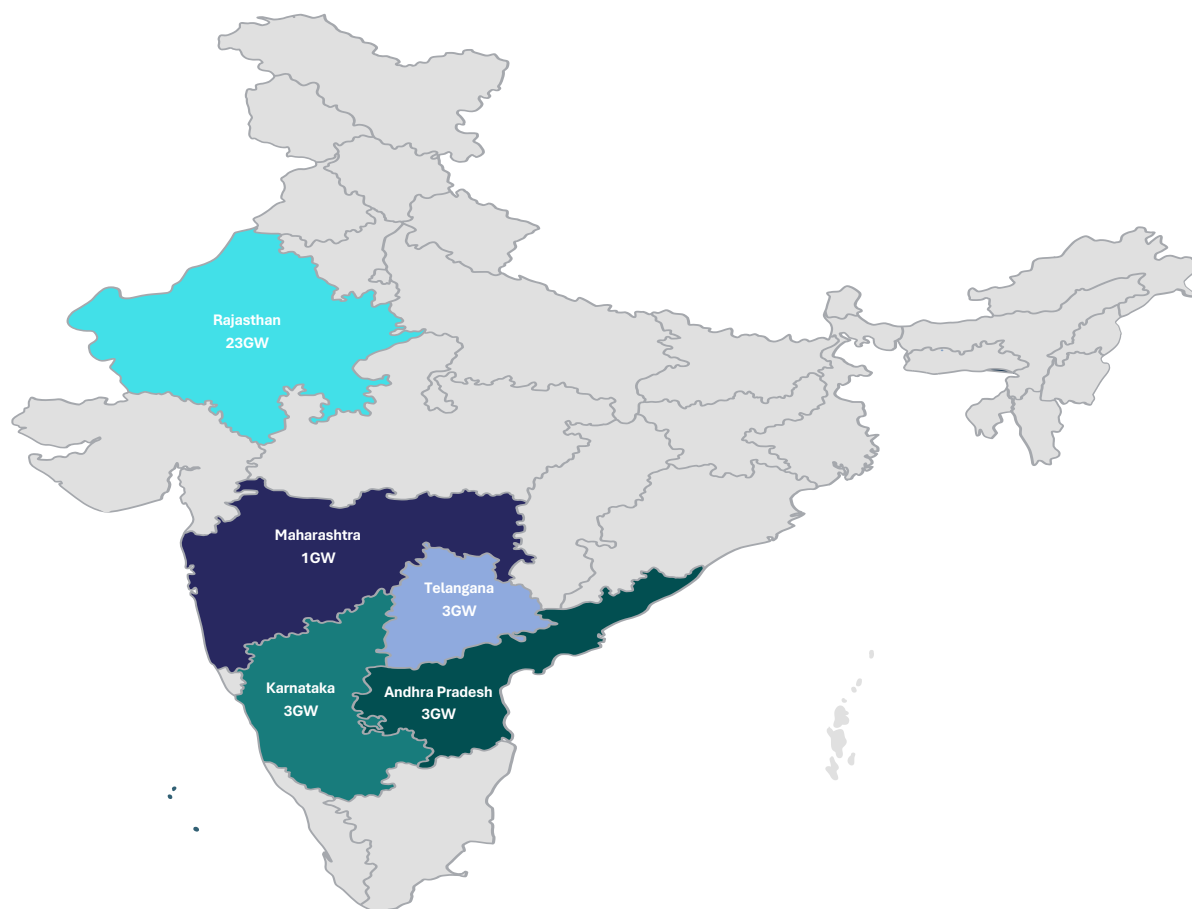 Rajasthan
23GW
Maharashtra
1GW
Telangana
3GW
Karnataka
3GW
Andhra Pradesh
3GW